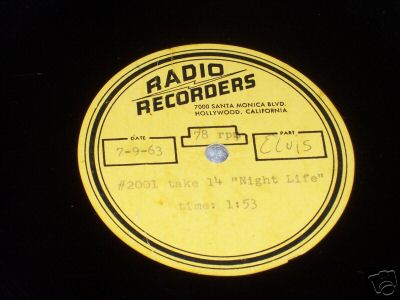 RADIO
RECORDERS
7000 SANTA MONICA BLVD.
HOLLYWOOD, CALIFORNIA
DATE
7-9-63
78 rpm
PART
ELVIS
#2001 take 14 "Night Life"
time: 1:53